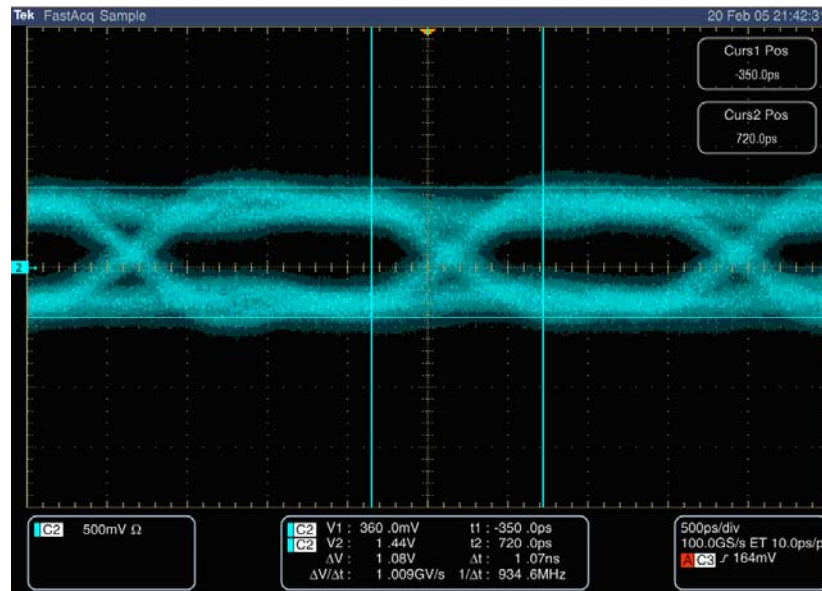 Tek FastAcq Sample
20 Feb 05 21:42:31
Curs1 Pos
-350.0ps
Curs2 Pos
720.0ps
2
C2 500mV Ω
C2 V1 : 360 .0mV t1 : -350 .0ps
C2 V2 : 1 .44V t2 : 720 .0ps
ΔV : 1 .08V Δt : 1 .07ns
ΔV/Δt : 1 .009GV/s 1/Δt : 934 .6MHz
500ps/div
100.0GS/s ET 10.0ps/p
A C3 164mV